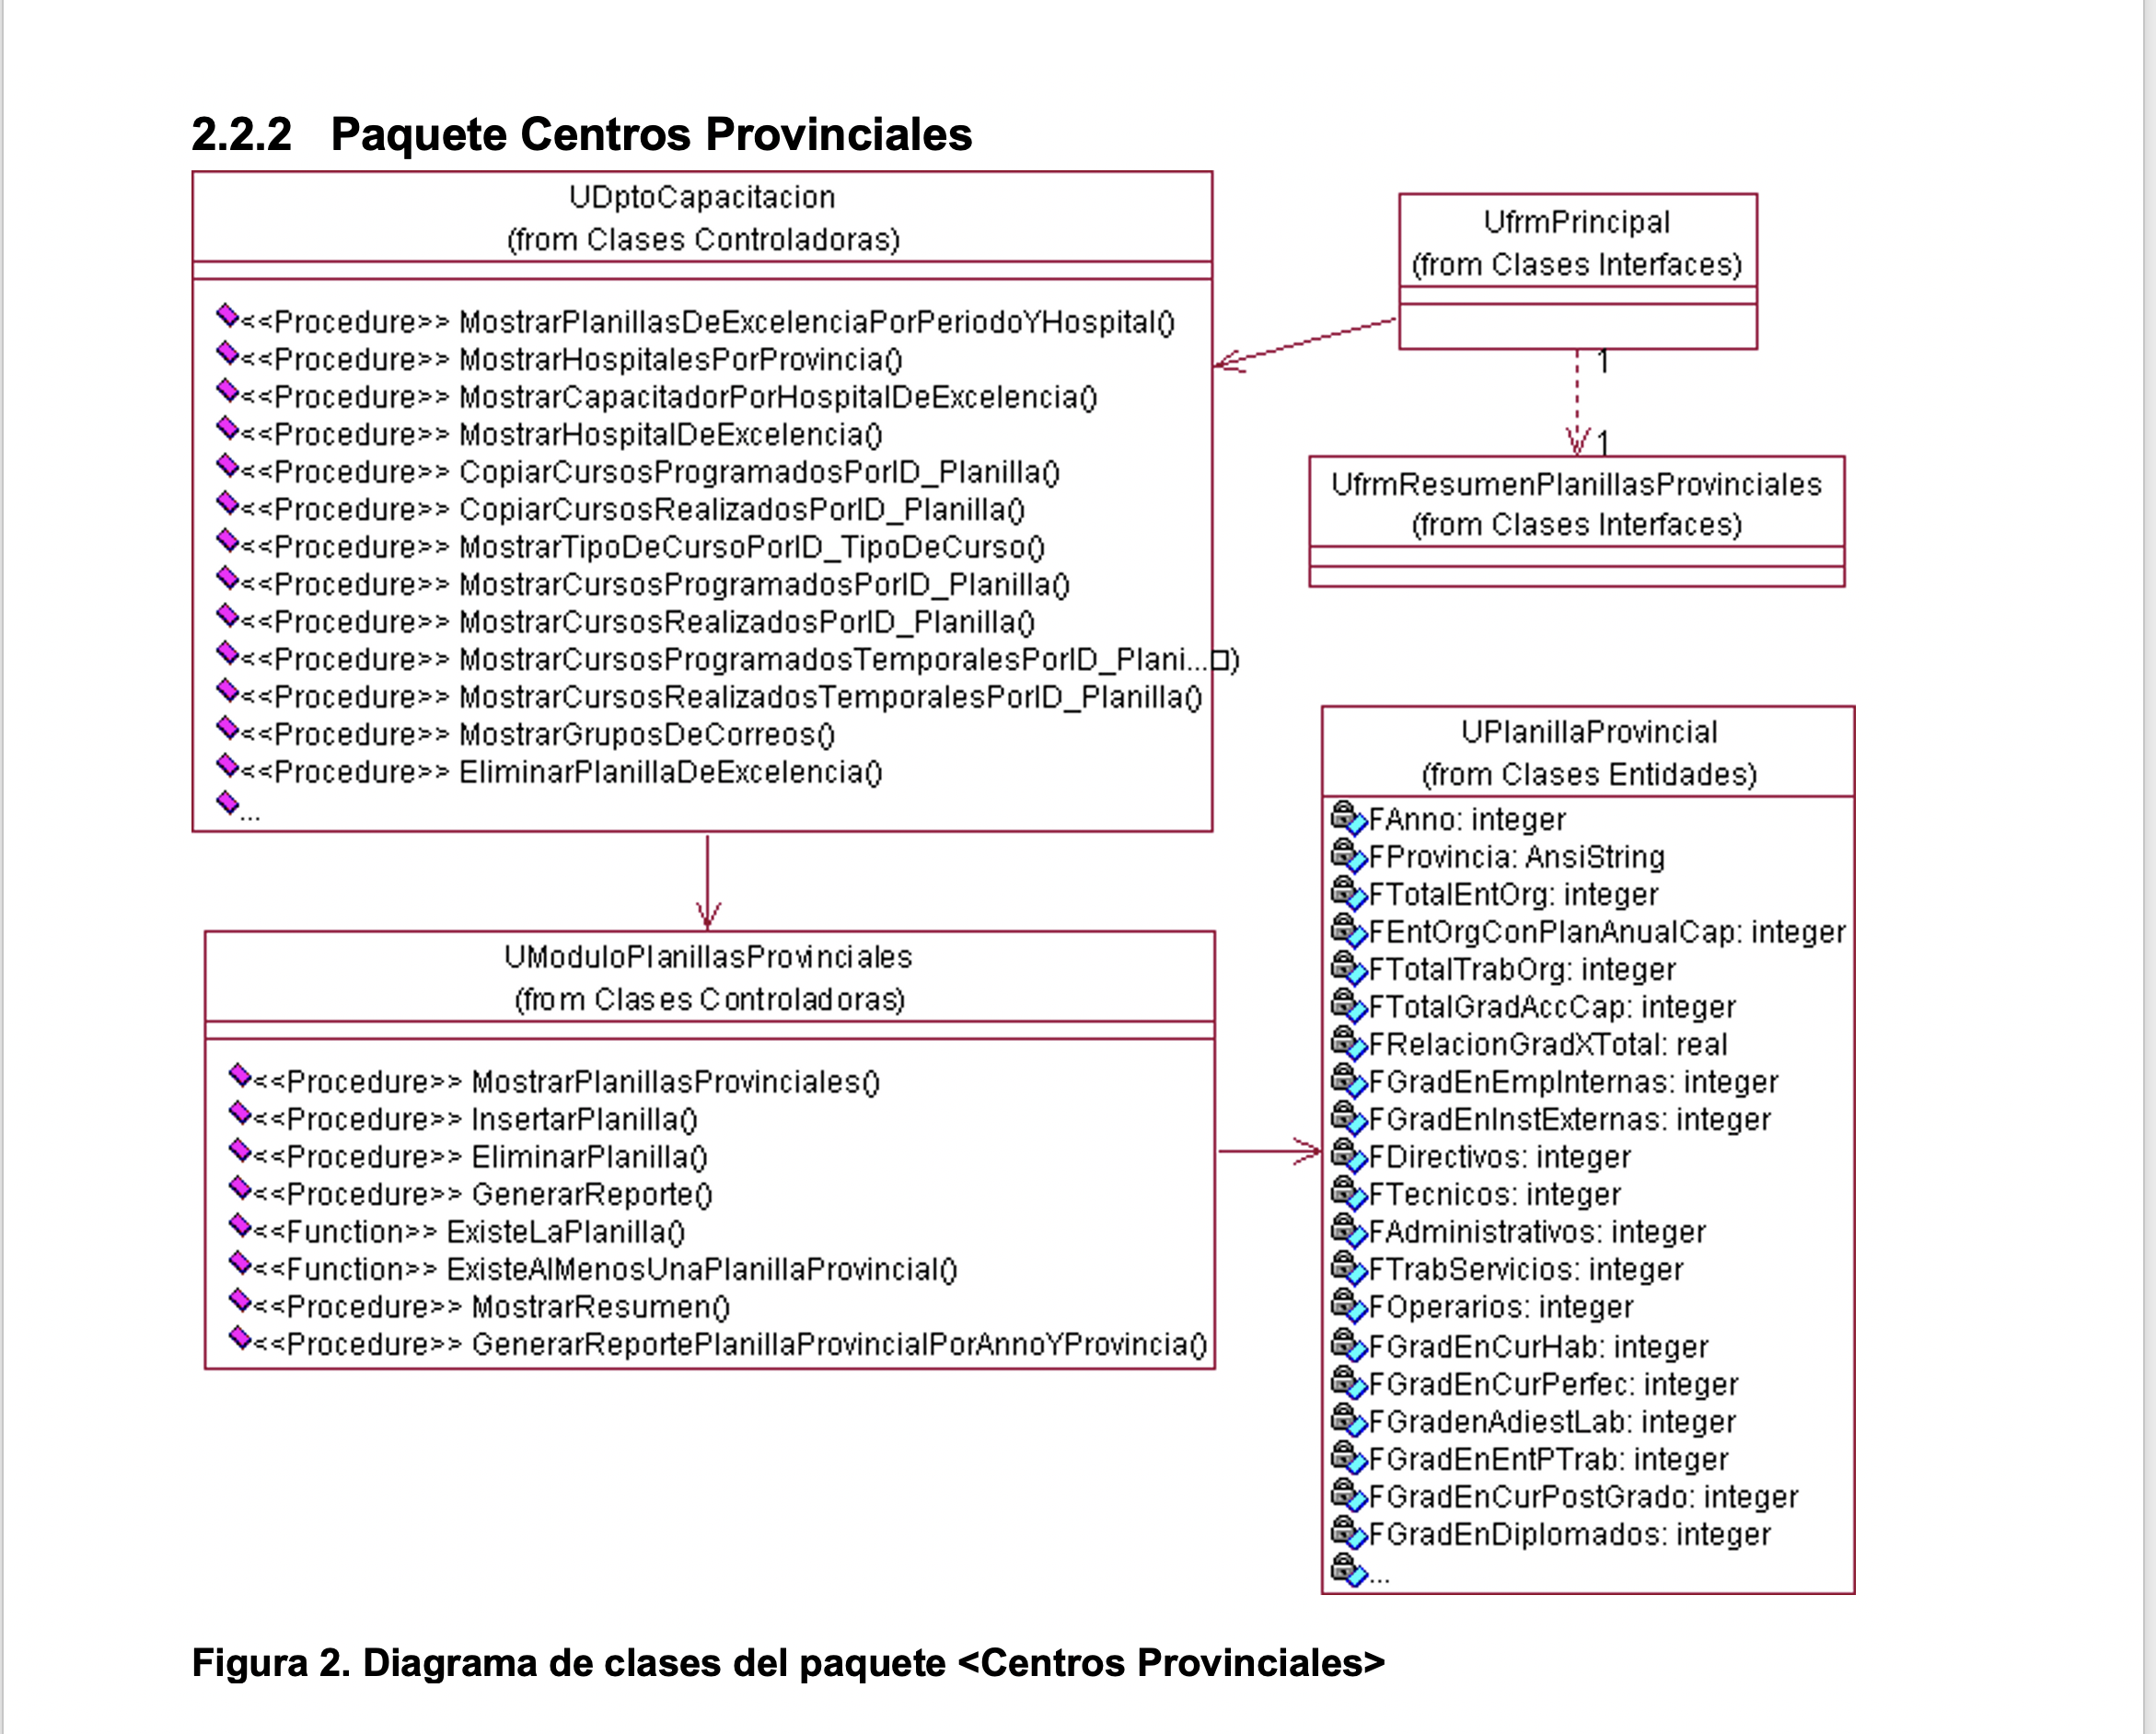 2.2.2 Paquete Centros Provinciales
UDptoCapacitacion
(from Clases Controladoras)
<<Procedure>> MostrarPlanillasDeExcelenciaPorPeriodoYHospital()
<<Procedure>> MostrarHospitalesPorProvincia()
<<Procedure>> MostrarCapacitadorPorHospitalDeExcelencia()
<<Procedure>> MostrarHospitalDeExcelencia()
<<Procedure>> CopiarCursosProgramadosPorID_Planilla()
<<Procedure>> CopiarCursosRealizadosPorID_Planilla()
<<Procedure>> MostrarTipoDeCursoPorID_TipoDeCurso()
<<Procedure>> MostrarCursosProgramadosPorID_Planilla()
<<Procedure>> MostrarCursosRealizadosPorID_Planilla()
<<Procedure>> MostrarCursosProgramadosTemporalesPorID_Plani...□)
<<Procedure>> MostrarCursosRealizadosTemporalesPorID_Planilla()
<<Procedure>> MostrarGruposDeCorreos()
<<Procedure>> EliminarPlanillaDeExcelencia()
...
UfrmPrincipal
(from Clases Interfaces)
1
1
UfrmResumenPlanillasProvinciales
(from Clases Interfaces)
UModuloPlanillasProvinciales
(from Clases Controladoras)
<<Procedure>> MostrarPlanillasProvinciales()
<<Procedure>> InsertarPlanilla()
<<Procedure>> EliminarPlanilla()
<<Procedure>> GenerarReporte()
<<Function>> ExisteLaPlanilla()
<<Function>> ExisteAlMenosUnaPlanillaProvincial()
<<Procedure>> MostrarResumen()
<<Procedure>> GenerarReportePlanillaProvincialPorAnnoYProvincia()
UPlanillaProvincial
(from Clases Entidades)
FAnno: integer
FProvincia: AnsiString
FTotalEntOrg: integer
FEntOrgConPlanAnualCap: integer
FTotalTrabOrg: integer
FTotalGradAccCap: integer
FRelacionGradXTotal: real
FGradEnEmpInternas: integer
FGradEnInstExternas: integer
FDirectivos: integer
FTecnicos: integer
FAdministrativos: integer
FTrabServicios: integer
FOperarios: integer
FGradEnCurHab: integer
FGradEnCurPerfec: integer
FGradenAdiestLab: integer
FGradEnEntPTrab: integer
FGradEnCurPostGrado: integer
FGradEnDiplomados: integer
...
Figura 2. Diagrama de clases del paquete <Centros Provinciales>